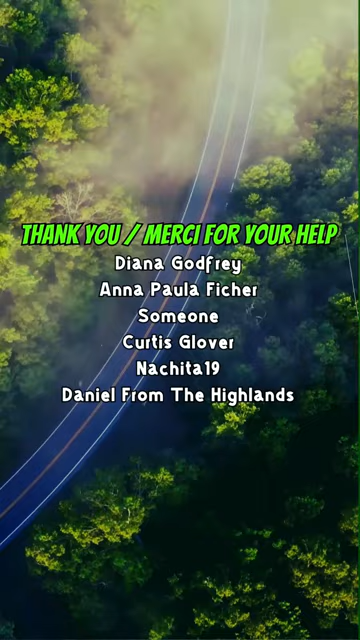 THANK YOU / MERCI FOR YOUR HELP
Diana Godfrey
Anna Paula Ficher
Someone
Curtis Glover
Nachita19
Daniel From The Highlands